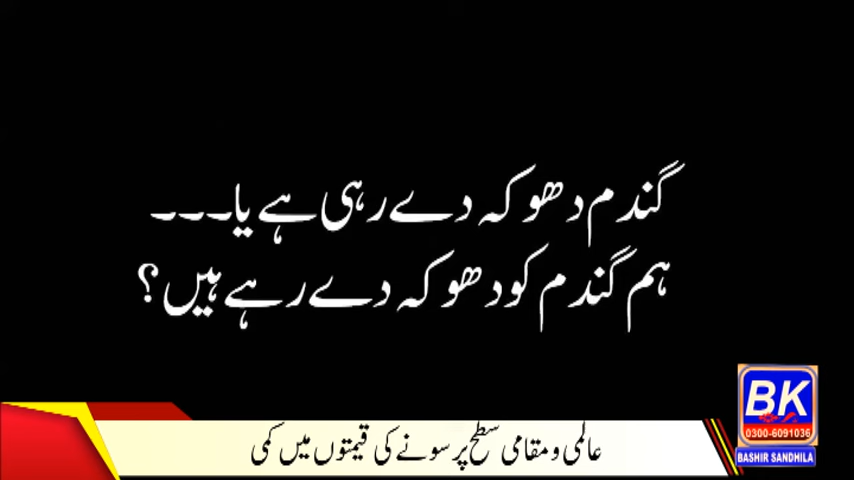 گندم دھوکہ دے رہی ہے یا۔۔۔
ہم گندم کو دھوکہ دے رہے ہیں؟
BK
0300-6091036
BASHIR SANDHILA
عالمی و مقامی سطح پر سونے کی قیمتوں میں کمی